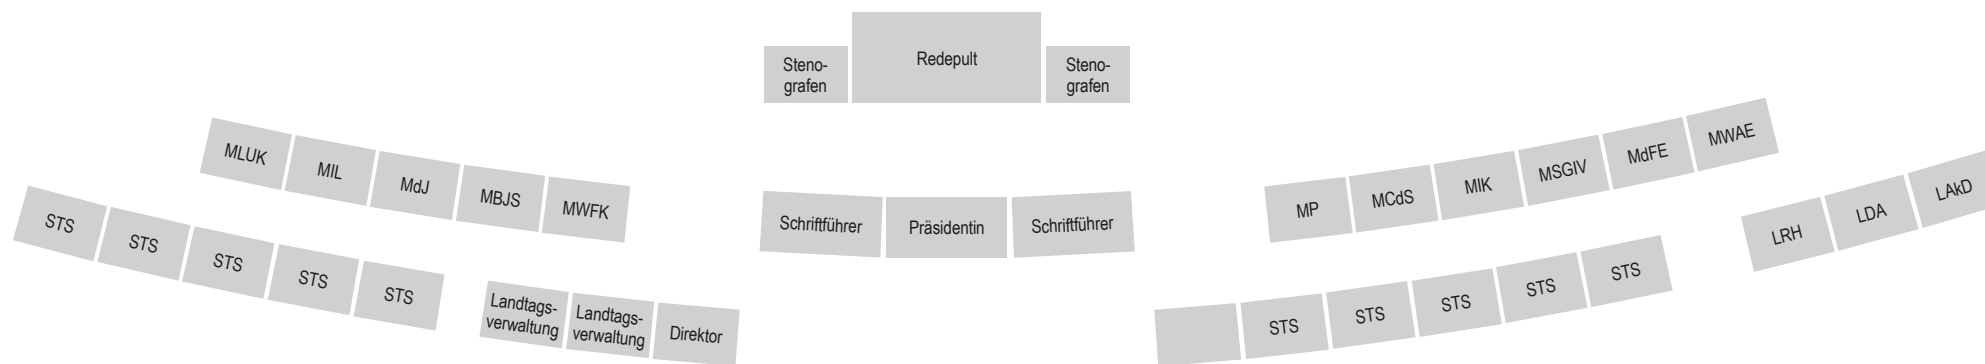 Redepult
Steno-
grafen
Steno-
grafen
MLUK
MIL
MdJ
MBJS
MWFK
MP
MCdS
MIK
MSGIV
MdFE
MWAE
Schriftführer
Präsidentin
Schriftführer
STS
STS
STS
STS
STS
Landtags-
verwaltung
Landtags-
verwaltung
Direktor
STS
STS
STS
STS
STS
LRH
LDA
LAkD